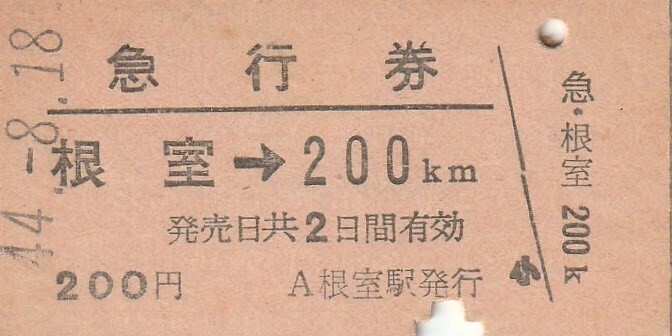 44.-8.18
急行券
根室→200km
発売日共2日間有効
200円 A根室駅発行
小
急・根室 200k